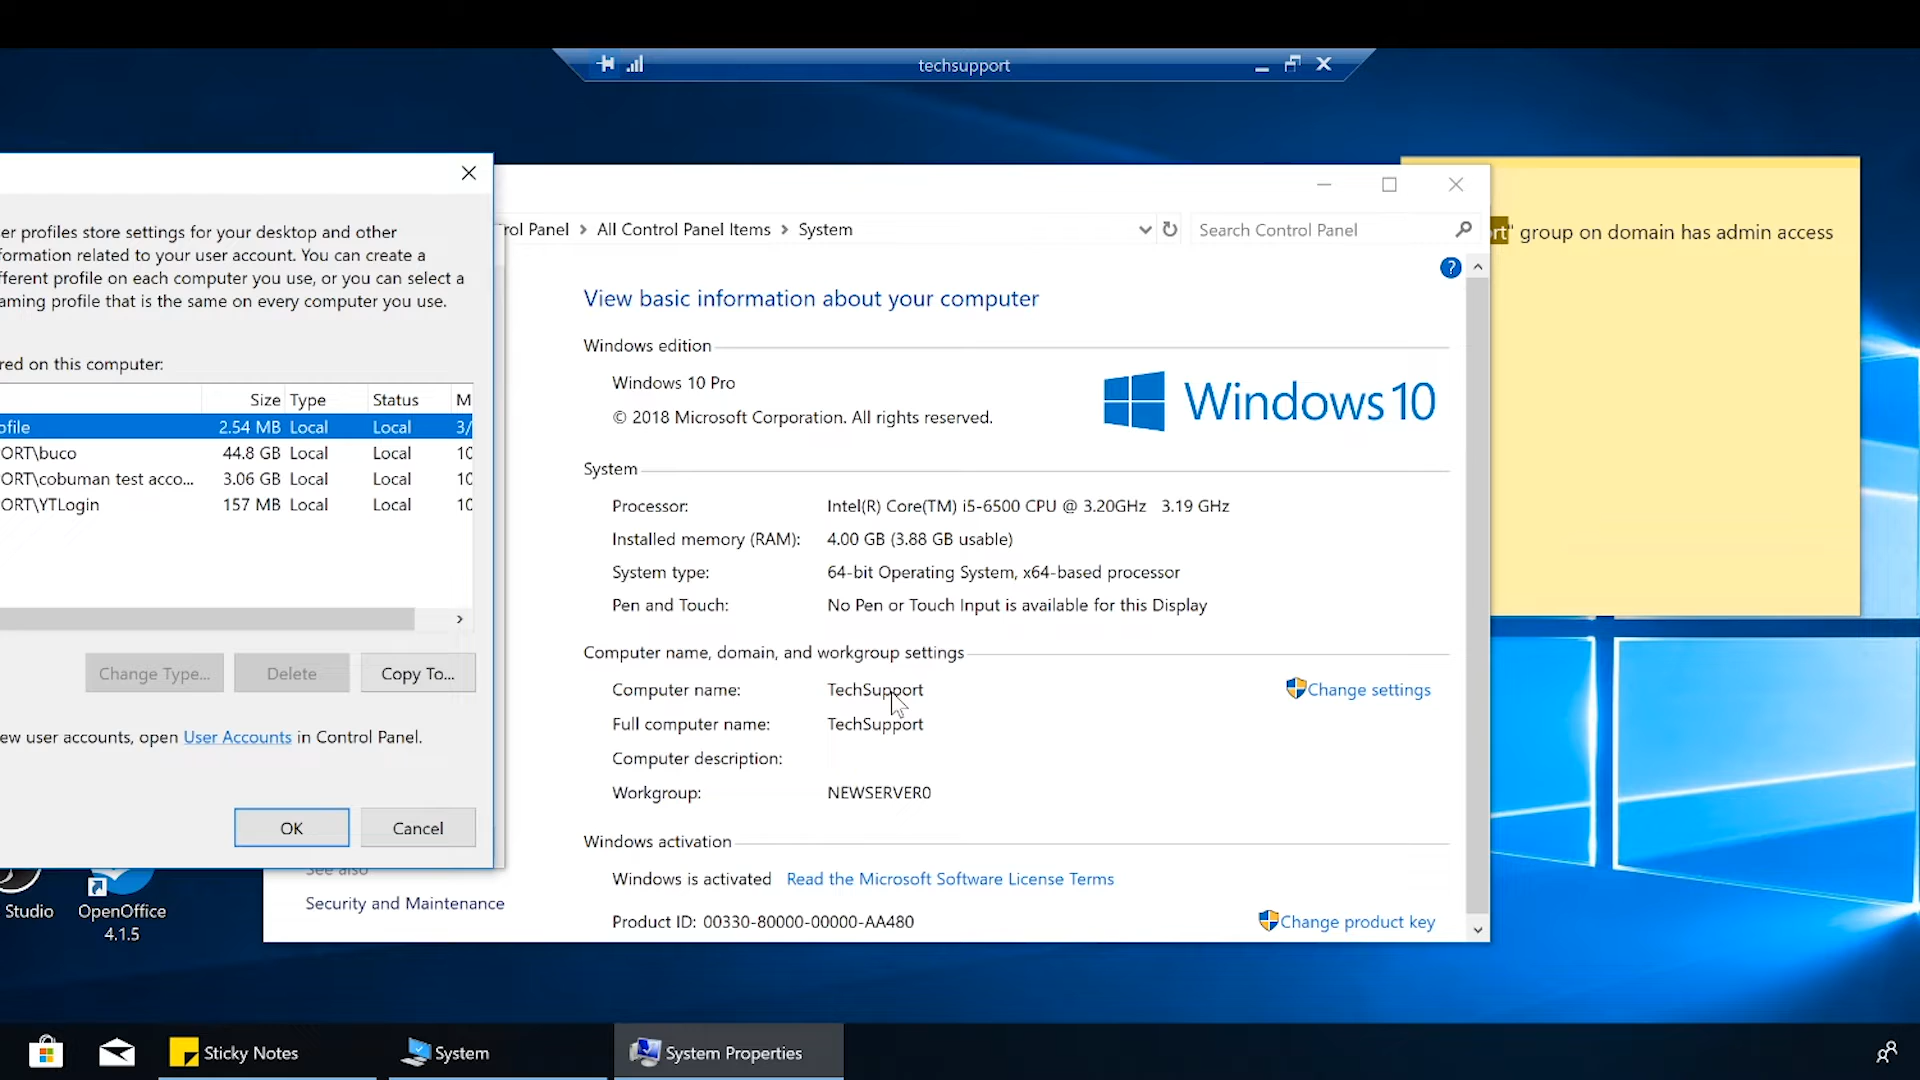 techsupport
er profiles store settings for your desktop and other
formation related to your user account. You can create a
fferent profile on each computer you use, or you can select a
aming profile that is the same on every computer you use.
red on this computer:
Size Type Status M
ofile 2.54 MB Local Local 3/
ORT\buco 44.8 GB Local Local 10
ORT\cobuman test acco... 3.06 GB Local Local 10
ORT\YTLogin 157 MB Local Local 10
Change Type... Delete Copy To...
ew user accounts, open User Accounts in Control Panel.
OK Cancel
rol Panel > All Control Panel Items > System
Search Control Panel
View basic information about your computer
Windows edition
Windows 10 Pro
© 2018 Microsoft Corporation. All rights reserved.
Windows 10
System
Processor: Intel(R) Core(TM) i5-6500 CPU @ 3.20GHz 3.19 GHz
Installed memory (RAM): 4.00 GB (3.88 GB usable)
System type: 64-bit Operating System, x64-based processor
Pen and Touch: No Pen or Touch Input is available for this Display
Computer name, domain, and workgroup settings
Computer name: TechSupport
Change settings
Full computer name: TechSupport
Computer description:
Workgroup: NEWSERVER0
Windows activation
Windows is activated Read the Microsoft Software License Terms
Product ID: 00330-80000-00000-AA480
Change product key
See also
Security and Maintenance
rt" group on domain has admin access
Studio
OpenOffice
4.1.5
Sticky Notes
System
System Properties